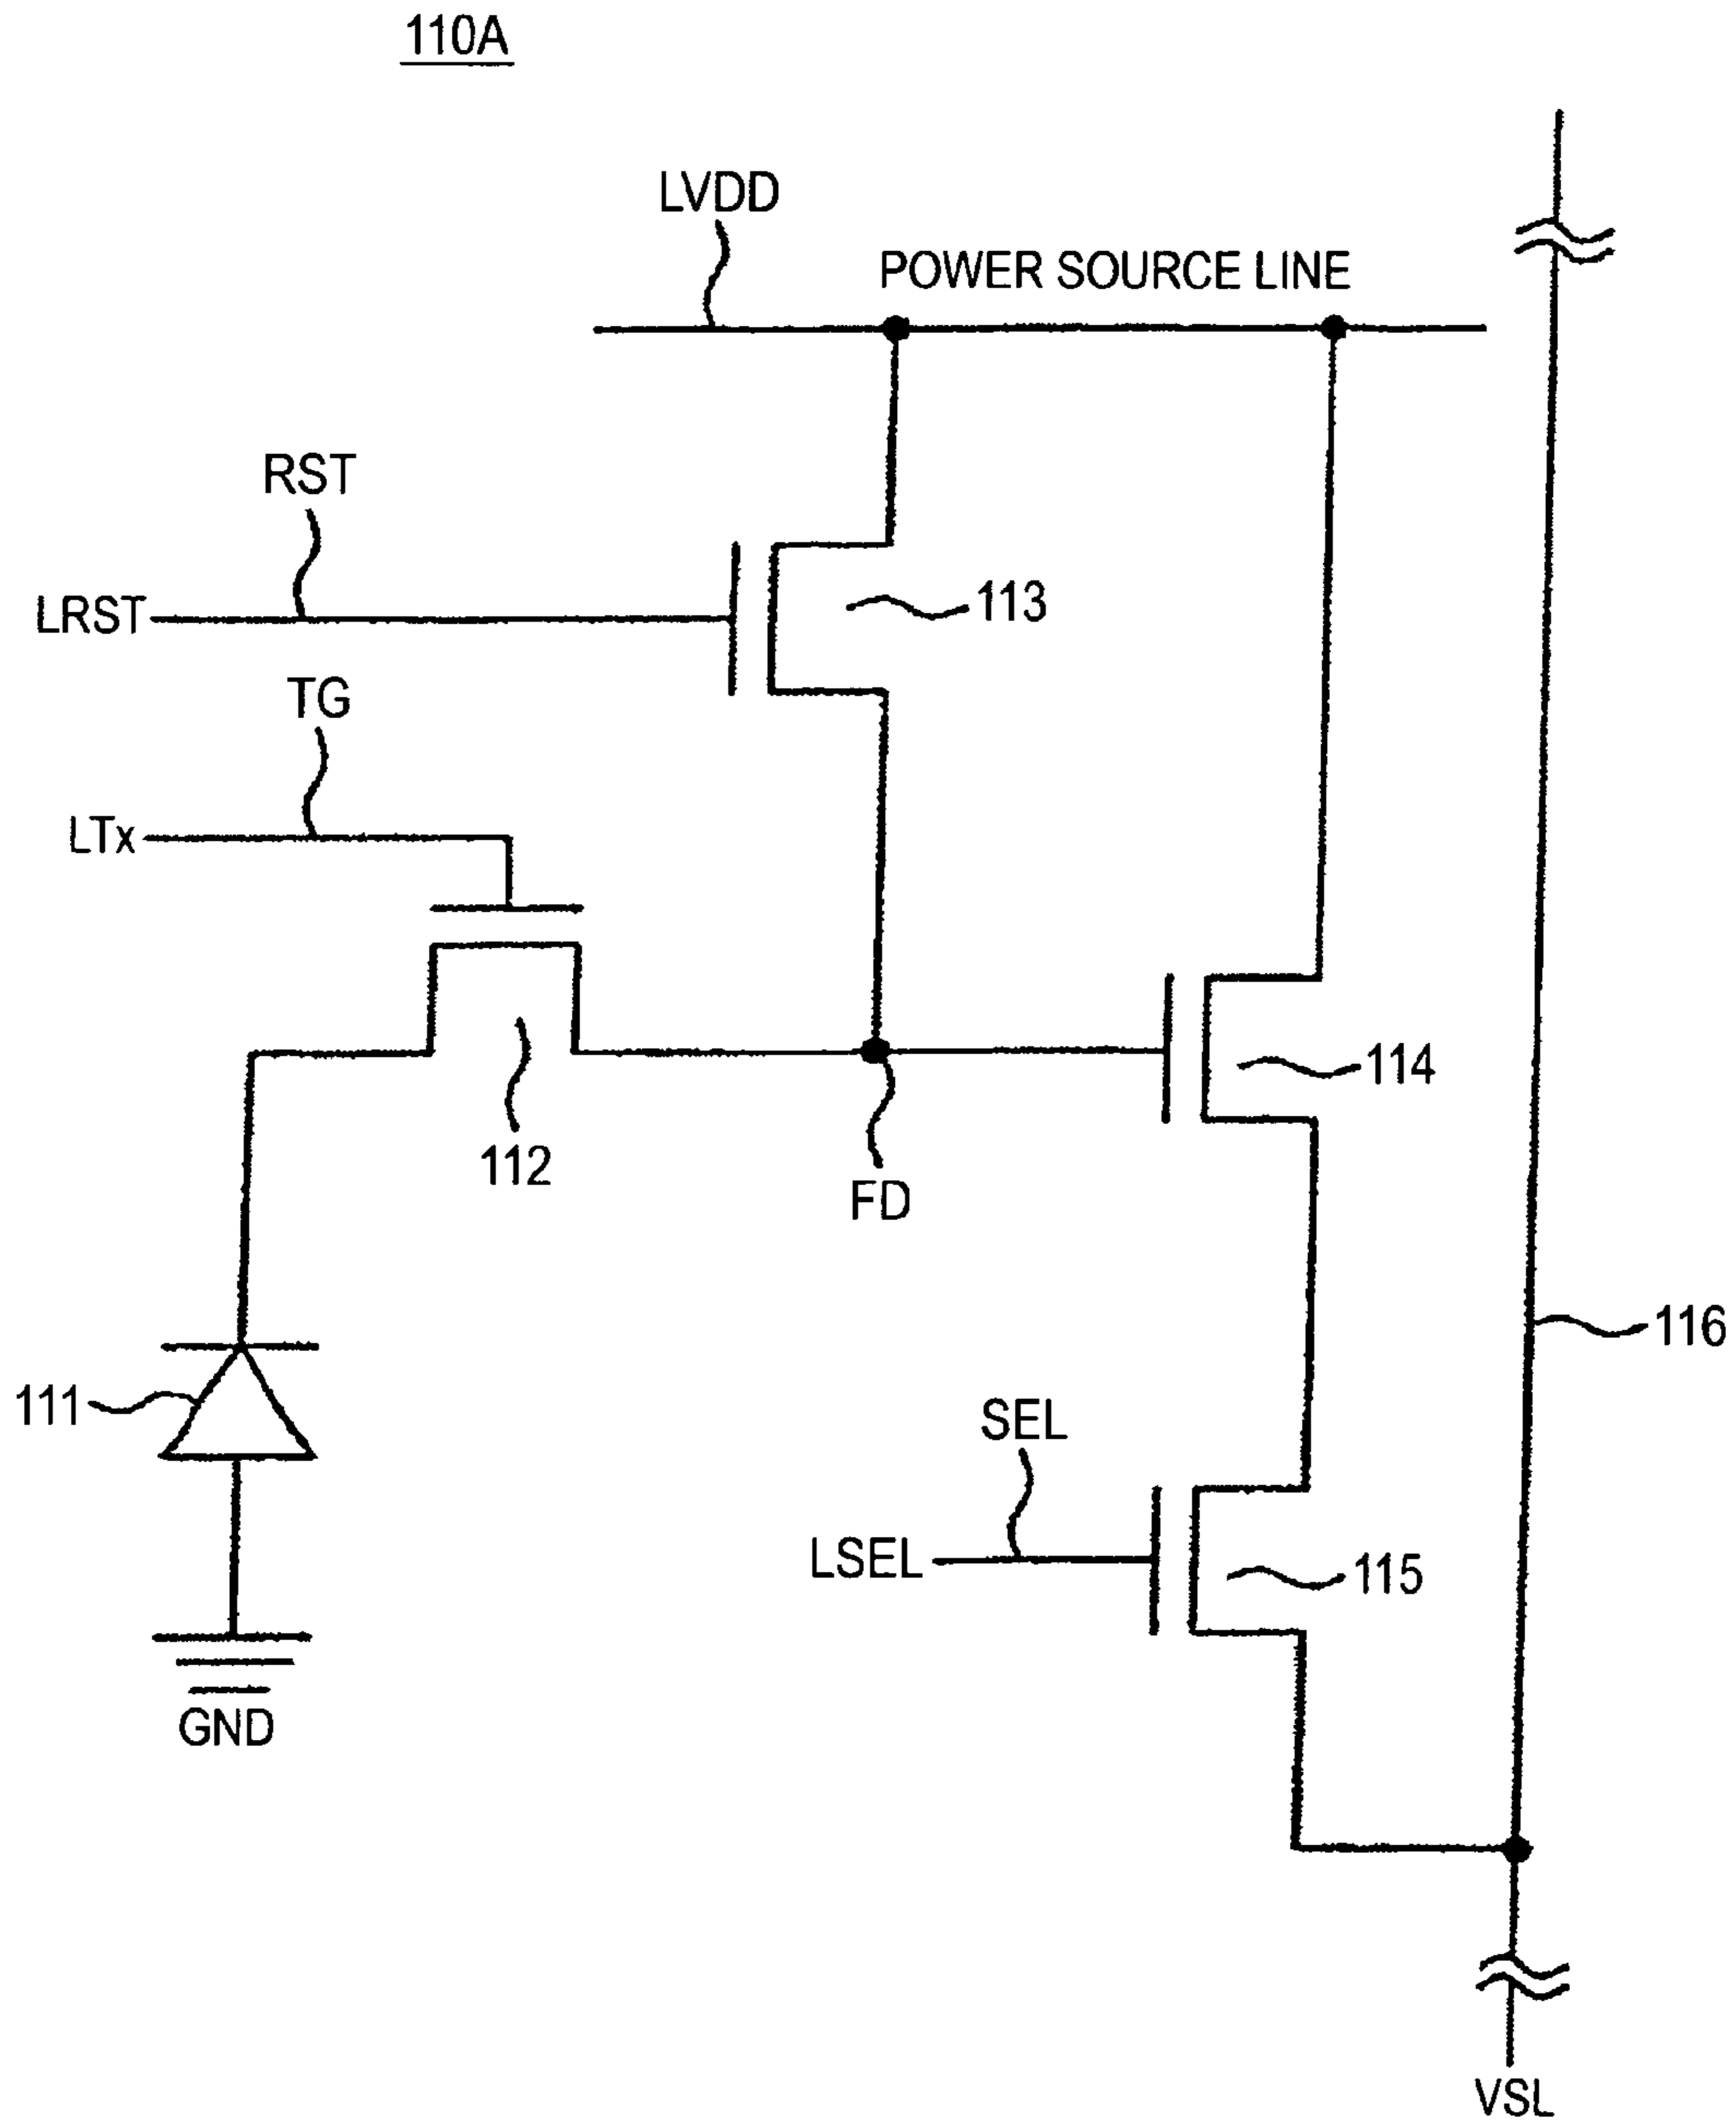 110A
LVDD
POWER SOURCE LINE
RST
LRST
113
TG
LTx
114
112
FD
116
111
SEL
LSEL
115
GND
VSL